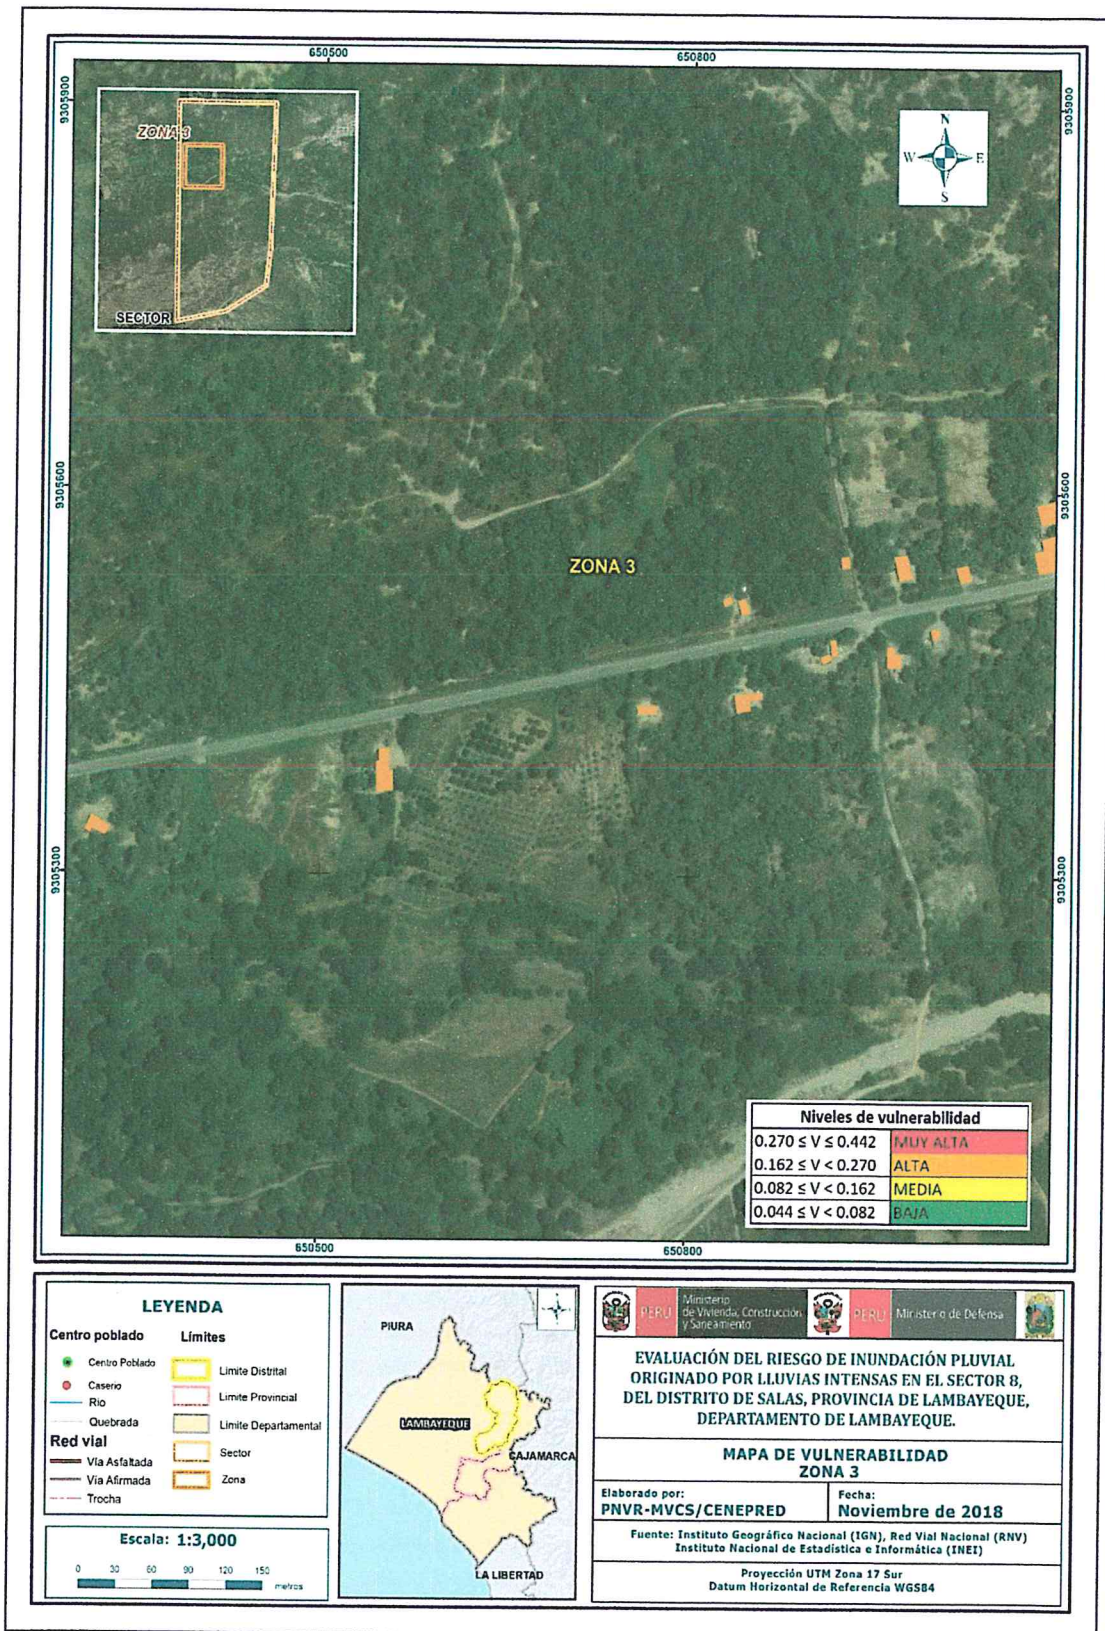 650500
650800
9305900
9305900
ZONA 3
N
W E
S
SECTOR
9305600
9305600
ZONA 3
9305300
9305300
Niveles de vulnerabilidad
0.270 ≤ V ≤ 0.442 MUY ALTA
0.162 ≤ V < 0.270 ALTA
0.082 ≤ V < 0.162 MEDIA
0.044 ≤ V < 0.082 BAJA
650500
650800
LEYENDA
Centro poblado
Centro Poblado
Caserio
Rio
Quebrada
Red vial
Vía Asfaltada
Vía Afirmada
Trocha
Límites
Limite Distrital
Limite Provincial
Limite Departamental
Sector
Zona
Escala: 1:3,000
0 30 60 90 120 150
metros
PIURA
LAMBAYEQUE
CAJAMARCA
LA LIBERTAD
PERÚ
Ministerio
de Vivienda, Construcción
y Saneamiento
PERÚ
Ministerio de Defensa
EVALUACIÓN DEL RIESGO DE INUNDACIÓN PLUVIAL
ORIGINADO POR LLUVIAS INTENSAS EN EL SECTOR 8,
DEL DISTRITO DE SALAS, PROVINCIA DE LAMBAYEQUE,
DEPARTAMENTO DE LAMBAYEQUE.
MAPA DE VULNERABILIDAD
ZONA 3
Elaborado por:
PNVR-MVCS/CENEPRED
Fecha:
Noviembre de 2018
Fuente: Instituto Geográfico Nacional (IGN), Red Vial Nacional (RNV)
Instituto Nacional de Estadística e Informática (INEI)
Proyección UTM Zona 17 Sur
Datum Horizontal de Referencia WGS84